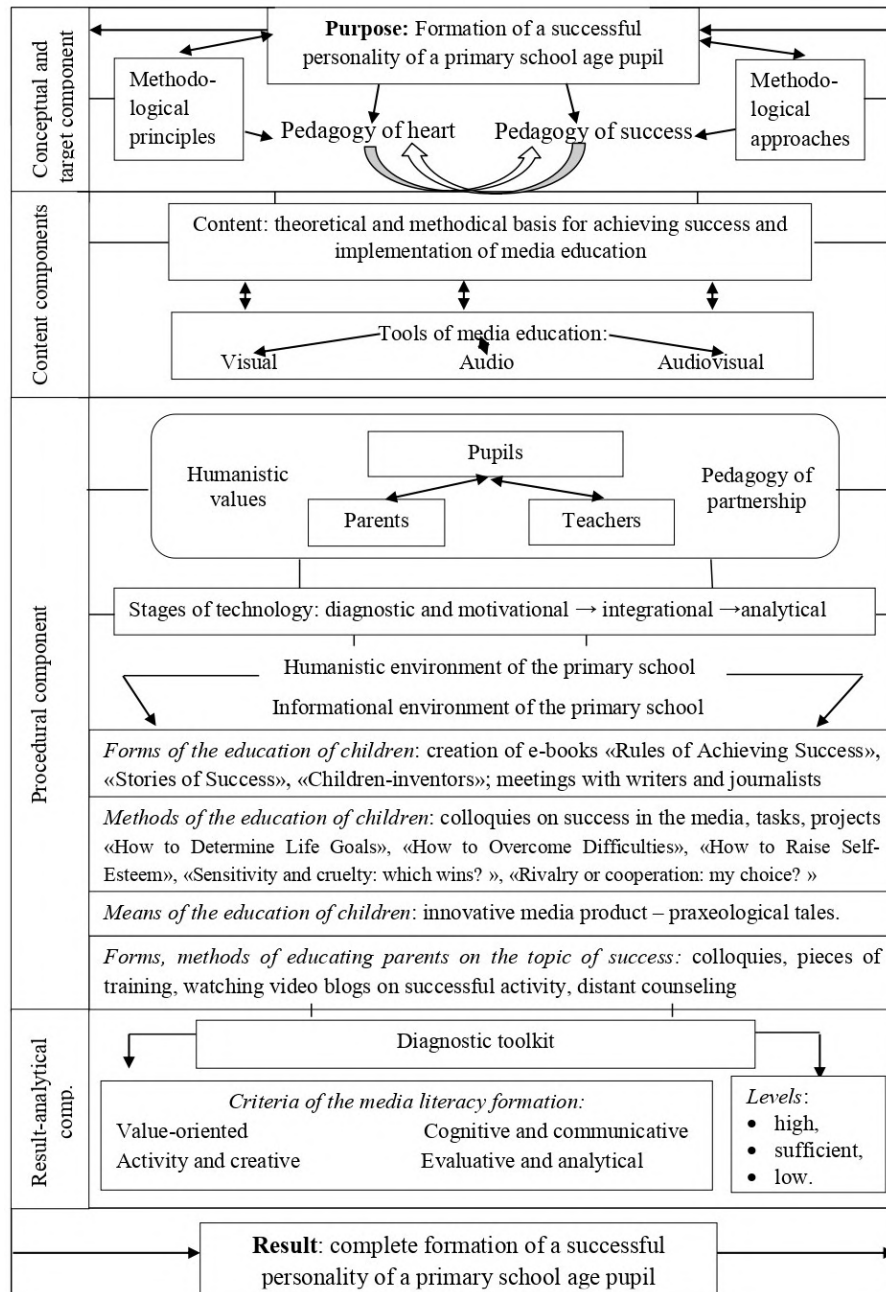 Conceptual and
target component
Purpose: Formation of a successful
personality of a primary school age pupil
Methodo-
logical
principles
Methodo-
logical
approaches
Pedagogy of heart
Pedagogy of success
Content components
Content: theoretical and methodical basis for achieving success and
implementation of media education
Tools of media education:
Visual
Audio
Audiovisual
Procedural component
Humanistic
values
Pupils
Parents
Teachers
Pedagogy of
partnership
Stages of technology: diagnostic and motivational → integrational →analytical
Humanistic environment of the primary school
Informational environment of the primary school
Forms of the education of children: creation of e-books «Rules of Achieving Success»,
«Stories of Success», «Children-inventors»; meetings with writers and journalists
Methods of the education of children: colloquies on success in the media, tasks, projects
«How to Determine Life Goals», «How to Overcome Difficulties», «How to Raise Self-
Esteem», «Sensitivity and cruelty: which wins? », «Rivalry or cooperation: my choice? »
Means of the education of children: innovative media product – praxeological tales.
Forms, methods of educating parents on the topic of success: colloquies, pieces of
training, watching video blogs on successful activity, distant counseling
Result-analytical
comp.
Diagnostic toolkit
Criteria of the media literacy formation:
Value-oriented
Cognitive and communicative
Activity and creative
Evaluative and analytical
Levels:
• high,
• sufficient,
• low.
Result: complete formation of a successful
personality of a primary school age pupil